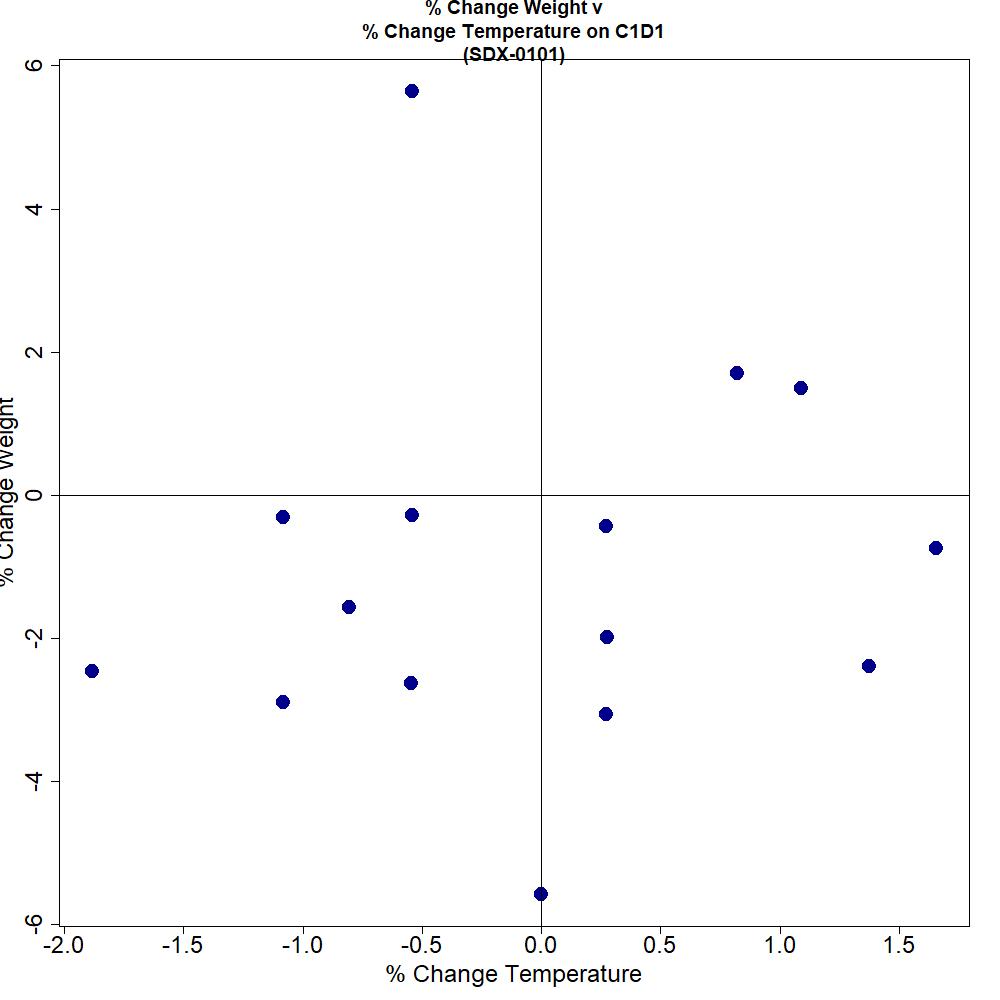 % Change Weight v
% Change Temperature on C1D1
(SDX-0101)
6
4
2
0
-2
-4
-6
% Change Weight
-2.0 -1.5 -1.0 -0.5 0.0 0.5 1.0 1.5
% Change Temperature